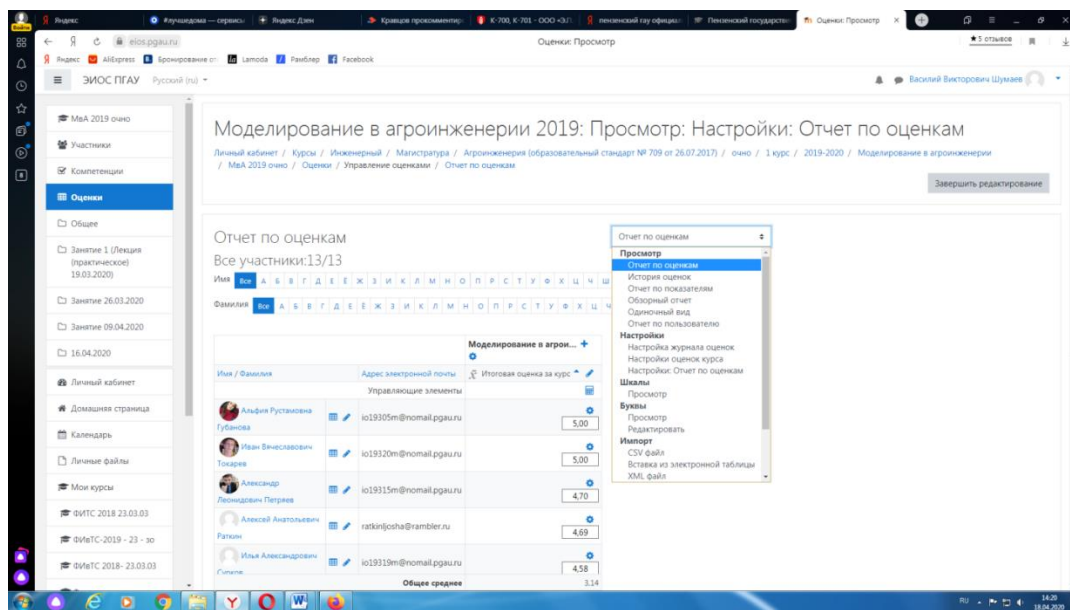 Яндекс
#лучшедома — сервисы
Яндекс Дзен
Кравцов прокомментир
К-700, К-701 - ООО «ЭЛ
пензенский гау официал
Пензенский государстве
Оценки: Просмотр
eios.pgau.ru
Оценки: Просмотр
★ 5 отзывов
Яндекс
AliExpress
Бронирование от
Lamoda
Рамблер
Facebook
ЭИОС ПГАУ
Русский (ru)
Василий Викторович Шумаев
МвА 2019 очно
Участники
Компетенции
Оценки
Общее
Занятие 1 (Лекция
(практическое)
19.03.2020)
Занятие 26.03.2020
Занятие 09.04.2020
16.04.2020
Личный кабинет
Домашняя страница
Календарь
Личные файлы
Мои курсы
ФИТС 2018 23.03.03
ФИвТС-2019 - 23 - зо
ФИвТС 2018- 23.03.03
Моделирование в агроинженерии 2019: Просмотр: Настройки: Отчет по оценкам
Личный кабинет / Курсы / Инженерный / Магистратура / Агроинженерия (образовательный стандарт № 709 от 26.07.2017) / очно / 1 курс / 2019-2020 / Моделирование в агроинженерии
/ МвА 2019 очно / Оценки / Управление оценками / Отчет по оценкам
Завершить редактирование
Отчет по оценкам
Все участники:13/13
Имя Все А Б В Г Д Е Ё Ж З И К Л М Н О П Р С Т У Ф Х Ц Ч Ш
Фамилия Все А Б В Г Д Е Ё Ж З И К Л М Н О П Р С Т У Ф Х Ц Ч
Моделирование в агрои...
Имя / Фамилия
Адрес электронной почты
Итоговая оценка за курс
Управляющие элементы
Альфия Рустамовна
Губанова
io19305m@nomail.pgau.ru
5,00
Иван Вячеславович
Токарев
io19320m@nomail.pgau.ru
5,00
Александр
Леонидович Петряев
io19315m@nomail.pgau.ru
4,70
Алексей Анатольевич
Раткин
ratkinljosha@rambler.ru
4,69
Илья Александрович
io19319m@nomail.pgau.ru
4,58
Общее среднее
3,14
Отчет по оценкам
Просмотр
Отчет по оценкам
История оценок
Отчет по показателям
Обзорный отчет
Одиночный вид
Отчет по пользователю
Настройки
Настройка журнала оценок
Настройки оценок курса
Настройки: Отчет по оценкам
Шкалы
Просмотр
Буквы
Просмотр
Редактировать
Импорт
CSV файл
Вставка из электронной таблицы
XML файл
RU
14:29
18.04.2020